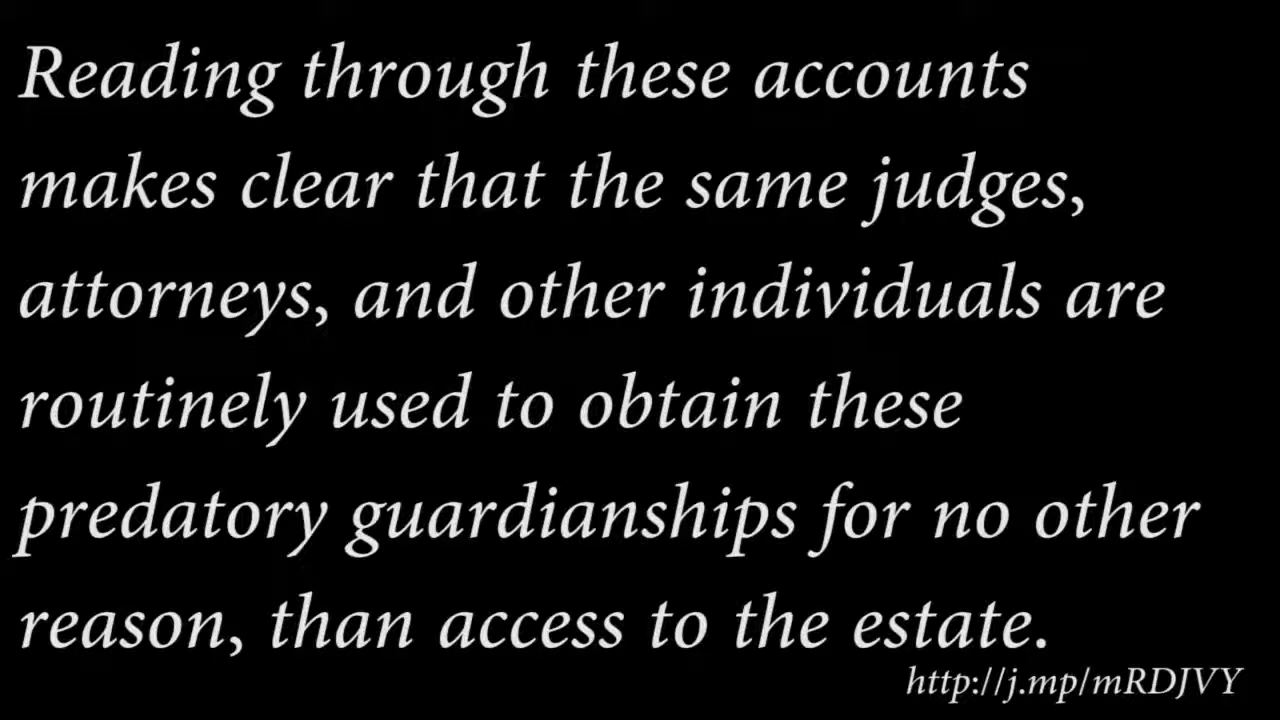 Reading through these accounts
makes clear that the same judges,
attorneys, and other individuals are
routinely used to obtain these
predatory guardianships for no other
reason, than access to the estate.
http://j.mp/mRDJVY